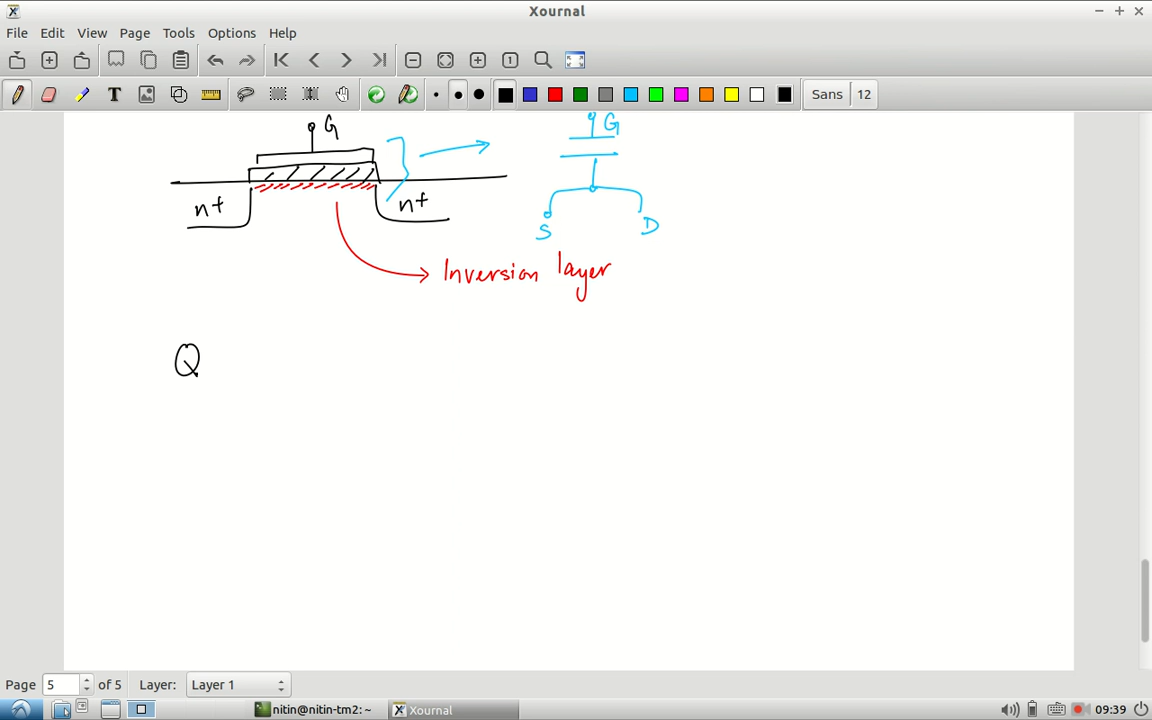 Xournal
File Edit View Page Tools Options Help
Sans 12
G
G
n+ n+
S D
Inversion layer
Q
Page 5 of 5 Layer: Layer 1
nitin@nitin-tm2: ~ Xournal 09:39